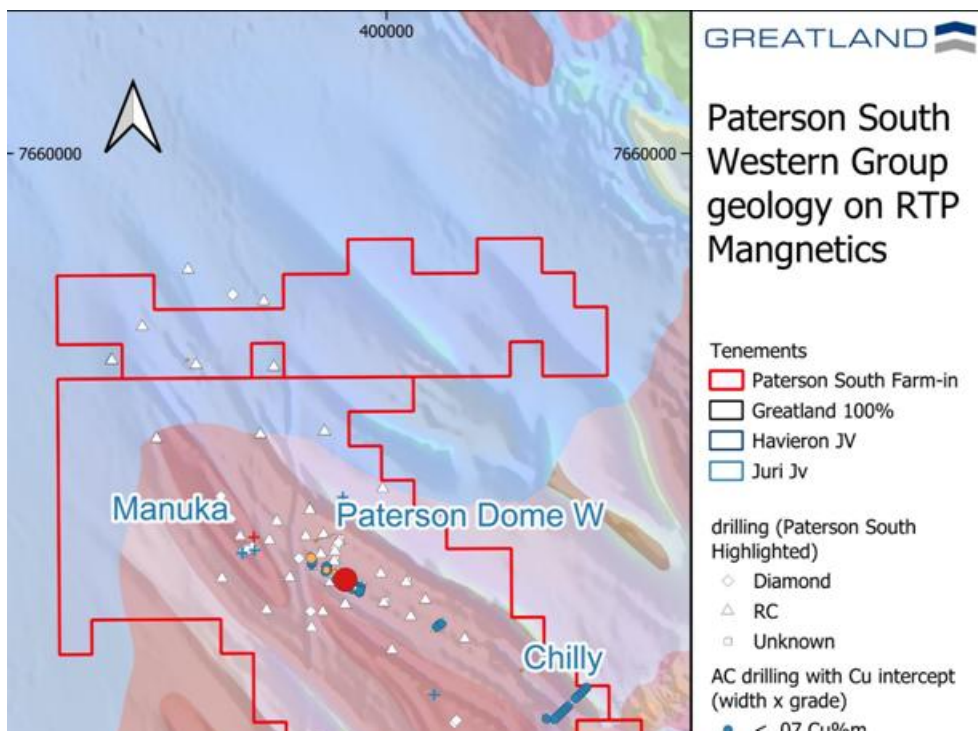 400000
7660000
7660000
Manuka
Paterson Dome W
Chilly
GREATLAND
Paterson South
Western Group
geology on RTP
Mangnetics
Tenements
Paterson South Farm-in
Greatland 100%
Havieron JV
Juri Jv
drilling (Paterson South
Highlighted)
Diamond
RC
Unknown
AC drilling with Cu intercept
(width x grade)
< .07 Cu%m